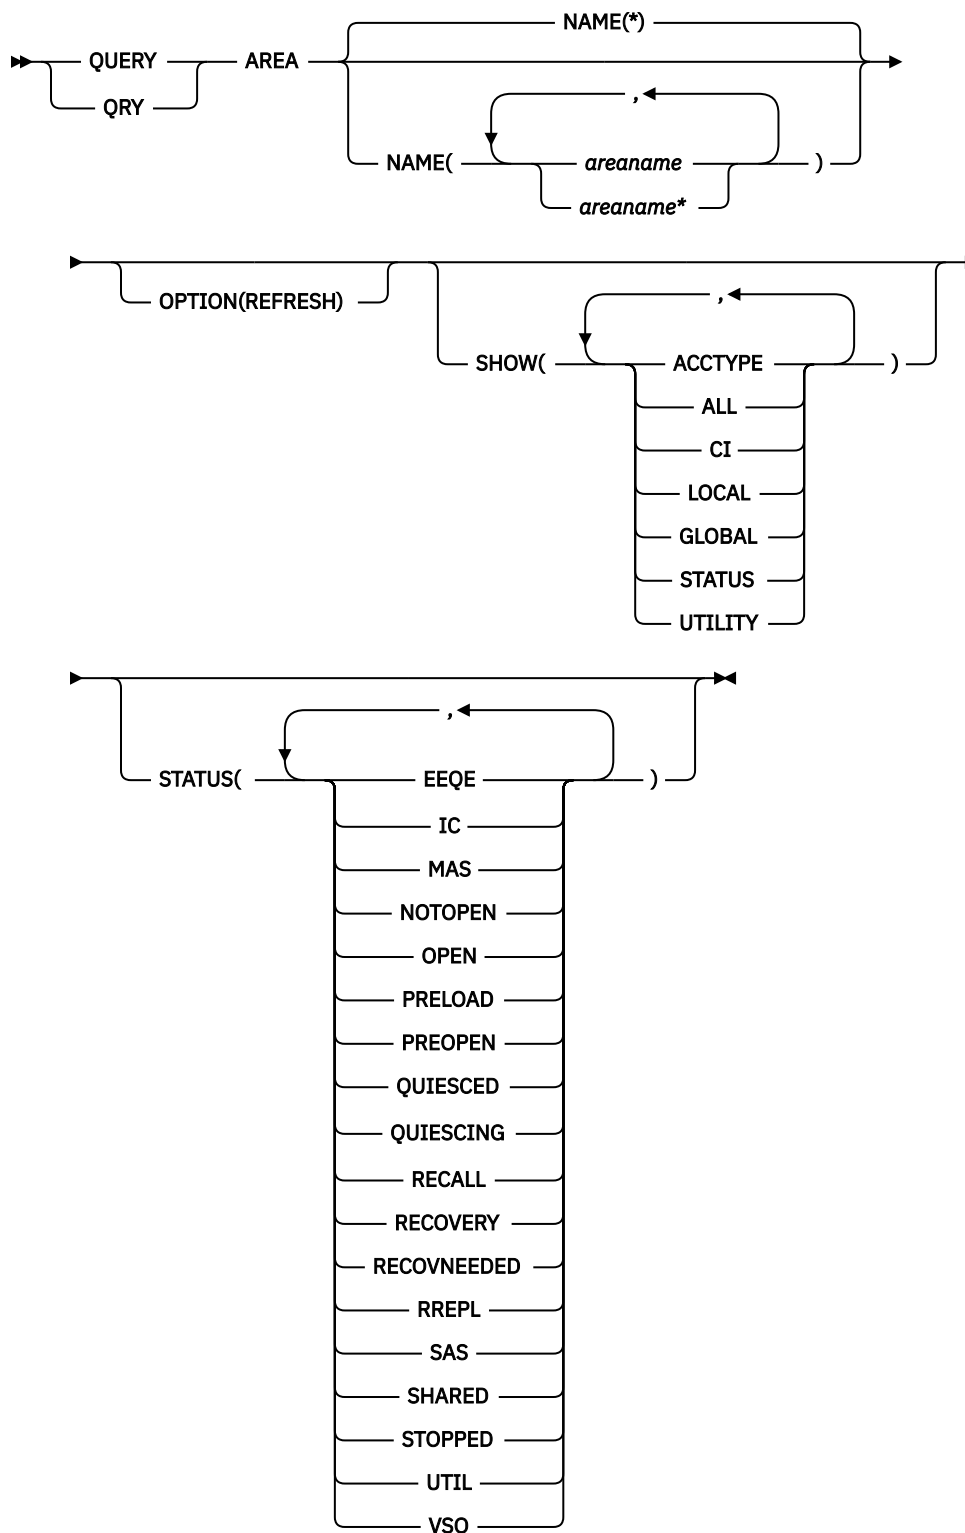 NAME(*)
QUERY AREA
QRY
,
NAME( areaname )
areaname*
OPTION(REFRESH)
,
SHOW( ACCTYPE )
ALL
CI
LOCAL
GLOBAL
STATUS
UTILITY
,
STATUS( EEQE )
IC
MAS
NOTOPEN
OPEN
PRELOAD
PREOPEN
QUIESCED
QUIESCING
RECALL
RECOVERY
RECOVNEEDED
RREPL
SAS
SHARED
STOPPED
UTIL
VSO